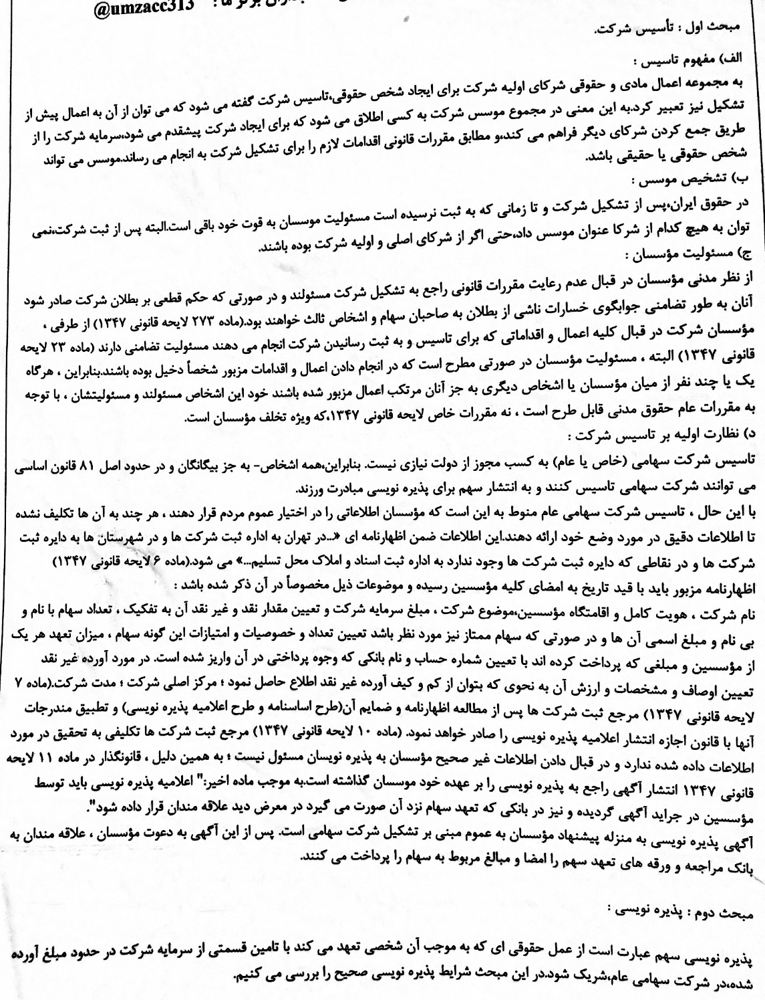 بداران برتر ما : @umzacc313
مبحث اول : تأسیس شرکت.
الف) مفهوم تاسیس :
به مجموعه اعمال مادی و حقوقی شرکای اولیه شرکت برای ایجاد شخص حقوقی،تاسیس شرکت گفته می شود که می توان از آن به اعمال پیش از
تشکیل نیز تعبیر کرد.به این معنی در مجموع موسس شرکت به کسی اطلاق می شود که برای ایجاد شرکت پیشقدم می شود،سرمایه شرکت را از
طریق جمع کردن شرکای دیگر فراهم می کند،و مطابق مقررات قانونی اقدامات لازم را برای تشکیل شرکت به انجام می رساند.موسس می تواند
شخص حقوقی یا حقیقی باشد.
ب) تشخیص موسس :
در حقوق ایران،پس از تشکیل شرکت و تا زمانی که به ثبت نرسیده است مسئولیت موسسان به قوت خود باقی است.البته پس از ثبت شرکت،نمی
توان به هیچ کدام از شرکا عنوان موسس داد،حتی اگر از شرکای اصلی و اولیه شرکت بوده باشند.
ج) مسئولیت مؤسسان :
از نظر مدنی مؤسسان در قبال عدم رعایت مقررات قانونی راجع به تشکیل شرکت مسئولند و در صورتی که حکم قطعی بر بطلان شرکت صادر شود
آنان به طور تضامنی جوابگوی خسارات ناشی از بطلان به صاحبان سهام و اشخاص ثالث خواهند بود.(ماده ۲۷۳ لایحه قانونی ۱۳۴۷) از طرفی ،
مؤسسان شرکت در قبال کلیه اعمال و اقداماتی که برای تاسیس و به ثبت رسانیدن شرکت انجام می دهند مسئولیت تضامنی دارند (ماده ۲۳ لایحه
قانونی ۱۳۴۷) البته ، مسئولیت مؤسسان در صورتی مطرح است که در انجام دادن اعمال و اقدامات مزبور شخصاً دخیل بوده باشند.بنابراین ، هرگاه
یک یا چند نفر از میان مؤسسان یا اشخاص دیگری به جز آنان مرتکب اعمال مزبور شده باشند خود این اشخاص مسئولند و مسئولیتشان ، با توجه
به مقررات عام حقوق مدنی قابل طرح است ، نه مقررات خاص لایحه قانونی ۱۳۴۷،که ویژه تخلف مؤسسان است.
د) نظارت اولیه بر تاسیس شرکت :
تاسیس شرکت سهامی (خاص یا عام) به کسب مجوز از دولت نیازی نیست. بنابراین،همه اشخاص- به جز بیگانگان و در حدود اصل ۸۱ قانون اساسی
می توانند شرکت سهامی تاسیس کنند و به انتشار سهم برای پذیره نویسی مبادرت ورزند.
با این حال ، تاسیس شرکت سهامی عام منوط به این است که مؤسسان اطلاعاتی را در اختیار عموم مردم قرار دهند ، هر چند به آن ها تکلیف نشده
تا اطلاعات دقیق در مورد وضع خود ارائه دهند.این اطلاعات ضمن اظهارنامه ای «...در تهران به اداره ثبت شرکت ها و در شهرستان ها به دایره ثبت
شرکت ها و در نقاطی که دایره ثبت شرکت ها وجود ندارد به اداره ثبت اسناد و املاک محل تسلیم...» می شود.(ماده ۶ لایحه قانونی ۱۳۴۷)
اظهارنامه مزبور باید با قید تاریخ به امضای کلیه مؤسسین رسیده و موضوعات ذیل مخصوصاً در آن ذکر شده باشد :
نام شرکت ، هویت کامل و اقامتگاه مؤسسین،موضوع شرکت ، مبلغ سرمایه شرکت و تعیین مقدار نقد و غیر نقد آن به تفکیک ، تعداد سهام با نام و
بی نام و مبلغ اسمی آن ها و در صورتی که سهام ممتاز نیز مورد نظر باشد تعیین تعداد و خصوصیات و امتیازات این گونه سهام ، میزان تعهد هر یک
از مؤسسین و مبلغی که پرداخت کرده اند با تعیین شماره حساب و نام بانکی که وجوه پرداختی در آن واریز شده است. در مورد آورده غیر نقد
تعیین اوصاف و مشخصات و ارزش آن به نحوی که بتوان از کم و کیف آورده غیر نقد اطلاع حاصل نمود ؛ مرکز اصلی شرکت ؛ مدت شرکت.(ماده ۷
لایحه قانونی ۱۳۴۷) مرجع ثبت شرکت ها پس از مطالعه اظهارنامه و ضمایم آن(طرح اساسنامه و طرح اعلامیه پذیره نویسی) و تطبیق مندرجات
آنها با قانون اجازه انتشار اعلامیه پذیره نویسی را صادر خواهد نمود. (ماده ۱۰ لایحه قانونی ۱۳۴۷) مرجع ثبت شرکت ها تکلیفی به تحقیق در مورد
اطلاعات داده شده ندارد و در قبال دادن اطلاعات غیر صحیح مؤسسان به پذیره نویسان مسئول نیست ؛ به همین دلیل ، قانونگذار در ماده ۱۱ لایحه
قانونی ۱۳۴۷ انتشار آگهی راجع به پذیره نویسی را بر عهده خود موسسان گذاشته است.به موجب ماده اخیر:" اعلامیه پذیره نویسی باید توسط
مؤسسین در جراید آگهی گردیده و نیز در بانکی که تعهد سهام نزد آن صورت می گیرد در معرض دید علاقه مندان قرار داده شود".
آگهی پذیره نویسی به منزله پیشنهاد مؤسسان به عموم مبنی بر تشکیل شرکت سهامی است. پس از این آگهی به دعوت مؤسسان ، علاقه مندان به
بانک مراجعه و ورقه های تعهد سهم را امضا و مبالغ مربوط به سهام را پرداخت می کنند.
مبحث دوم : پذیره نویسی :
پذیره نویسی سهم عبارت است از عمل حقوقی ای که به موجب آن شخصی تعهد می کند با تامین قسمتی از سرمایه شرکت در حدود مبلغ آورده
شده،در شرکت سهامی عام،شریک شود.در این مبحث شرایط پذیره نویسی صحیح را بررسی می کنیم.